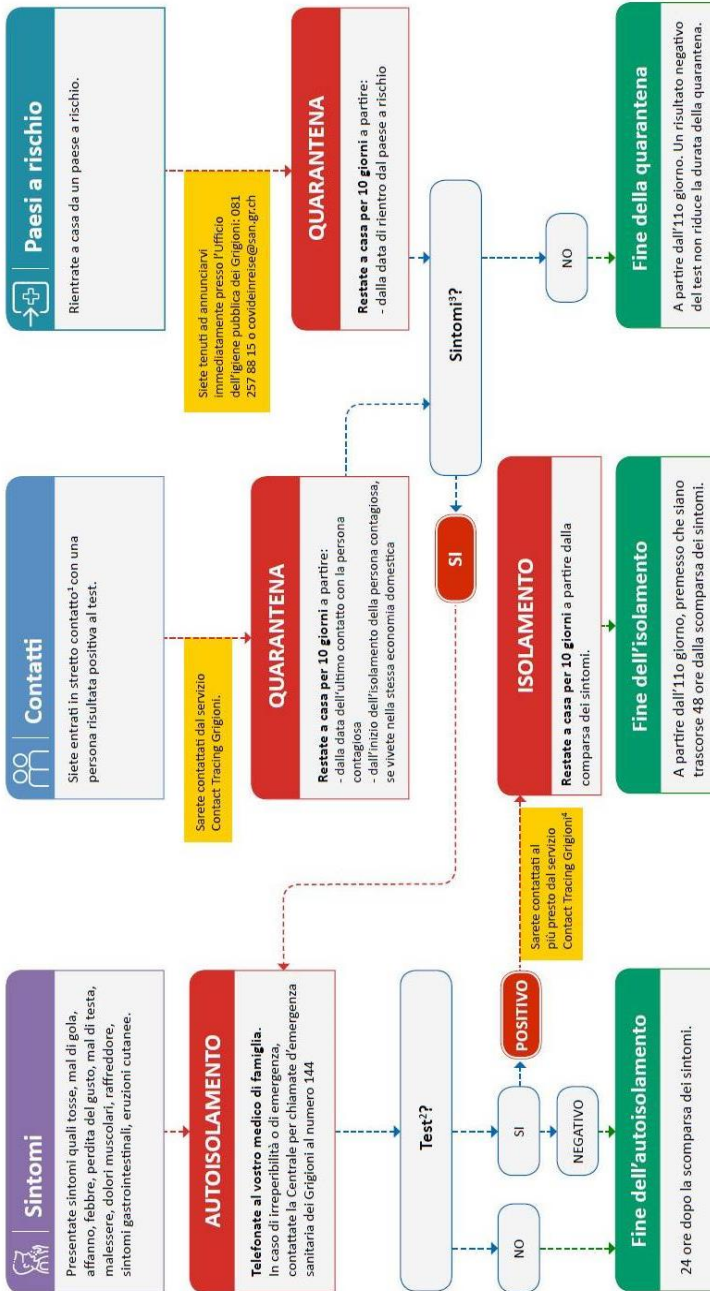 Sintomi
Presentate sintomi quali tosse, mal di gola,
affanno, febbre, perdita del gusto, mal di testa,
malessere, dolori muscolari, raffreddore,
sintomi gastrointestinali, eruzioni cutanee.
AUTOISOLAMENTO
Telefonate al vostro medico di famiglia.
In caso di irreperibilità o di emergenza,
contattate la Centrale per chiamate d'emergenza
sanitaria dei Grigioni al numero 144
Test²?
NO
SI
POSITIVO
NEGATIVO
Fine dell'autoisolamento
24 ore dopo la scomparsa dei sintomi.
Contatti
Siete entrati in stretto contatto¹ con una
persona risultata positiva al test.
Sarete contattati dal servizio
Contact Tracing Grigioni.
QUARANTENA
Restate a casa per 10 giorni a partire:
- dalla data dell'ultimo contatto con la persona
contagiosa
- dall'inizio dell'isolamento della persona contagiosa,
se vivete nella stessa economia domestica
SI
Sarete contattati al
più presto dal servizio
Contact Tracing Grigioni⁴
ISOLAMENTO
Restate a casa per 10 giorni a partire dalla
comparsa dei sintomi.
Fine dell'isolamento
A partire dall'11o giorno, premesso che siano
trascorse 48 ore dalla scomparsa dei sintomi.
Paesi a rischio
Rientrate a casa da un paese a rischio.
Siete tenuti ad annunciarvi
immediatamente presso l'Ufficio
dell'igiene pubblica dei Grigioni: 081
257 88 15 o covideinreise@san.gr.ch
QUARANTENA
Restate a casa per 10 giorni a partire:
- dalla data di rientro dal paese a rischio
Sintomi³?
NO
Fine della quarantena
A partire dall'11o giorno. Un risultato negativo
del test non riduce la durata della quarantena.